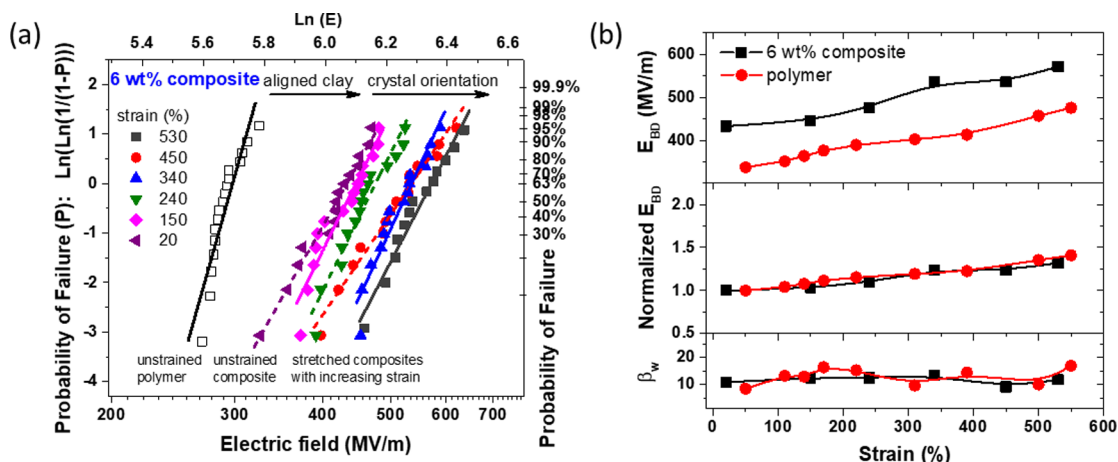 (a)
Ln (E)
5.4 5.6 5.8 6.0 6.2 6.4 6.6
Probability of Failure (P): Ln(Ln(1/(1-P)))
2
1
0
-1
-2
-3
-4
6 wt% composite
aligned clay
crystal orientation
strain (%)
530
450
340
240
150
20
unstrained
polymer
unstrained
composite
stretched composites
with increasing strain
99.9%
99%
98%
95%
90%
80%
70%
63%
50%
40%
30%
Probability of Failure
200 300 400 500 600 700
Electric field (MV/m)
(b)
6 wt% composite
polymer
E_BD (MV/m)
600
500
400
Normalized E_BD
2.0
1.5
1.0
0.5
β_w
20
10
0 100 200 300 400 500 600
Strain (%)